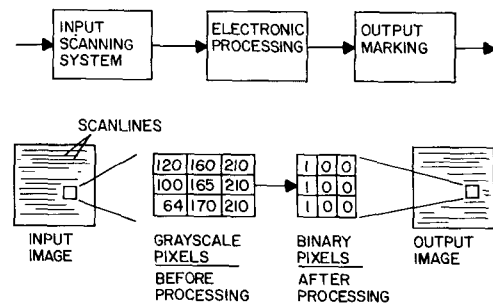 INPUT
SCANNING
SYSTEM
ELECTRONIC
PROCESSING
OUTPUT
MARKING
SCANLINES
120 160 210
100 165 210
64 170 210
1 0 0
1 0 0
1 0 0
INPUT
IMAGE
GRAYSCALE
PIXELS
BEFORE
PROCESSING
BINARY
PIXELS
AFTER
PROCESSING
OUTPUT
IMAGE